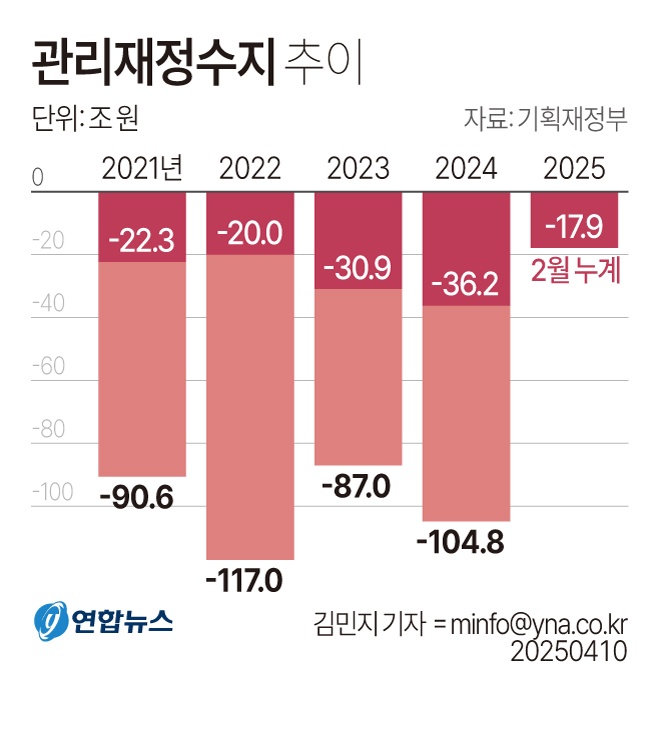 관리재정수지 추이
단위: 조 원 자료: 기획재정부
0 2021년 2022 2023 2024 2025
-22.3 -20.0 -30.9 -36.2 -17.9
2월 누계
-20
-40
-60
-80
-100
-90.6 -117.0 -87.0 -104.8
y 연합뉴스 김민지 기자 = minfo@yna.co.kr
20250410